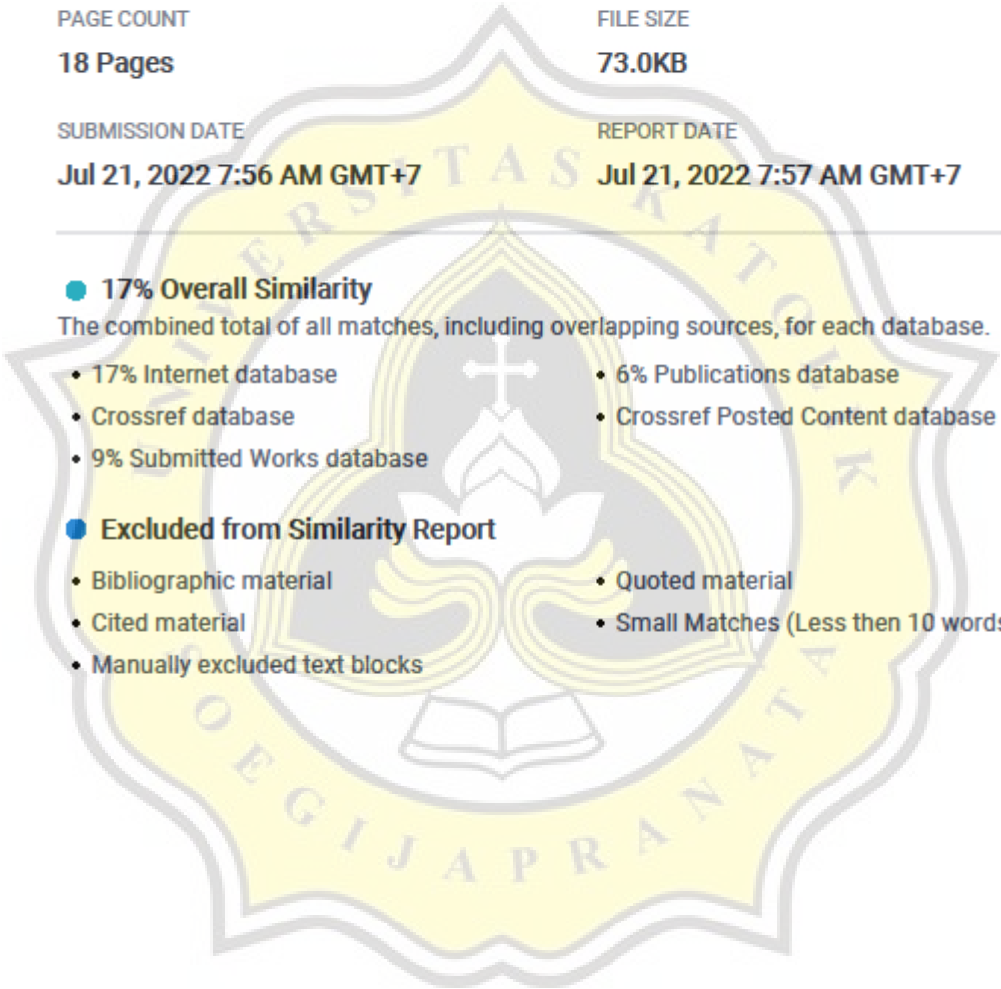 PAGE COUNT
18 Pages
FILE SIZE
73.0KB
SUBMISSION DATE
Jul 21, 2022 7:56 AM GMT+7
REPORT DATE
Jul 21, 2022 7:57 AM GMT+7
17% Overall Similarity
The combined total of all matches, including overlapping sources, for each database.
• 17% Internet database
• 6% Publications database
• Crossref database
• Crossref Posted Content database
• 9% Submitted Works database
Excluded from Similarity Report
• Bibliographic material
• Quoted material
• Cited material
• Small Matches (Less then 10 words
• Manually excluded text blocks
UNIVERSITAS KATOLIK
SOEGIJAPRANATA